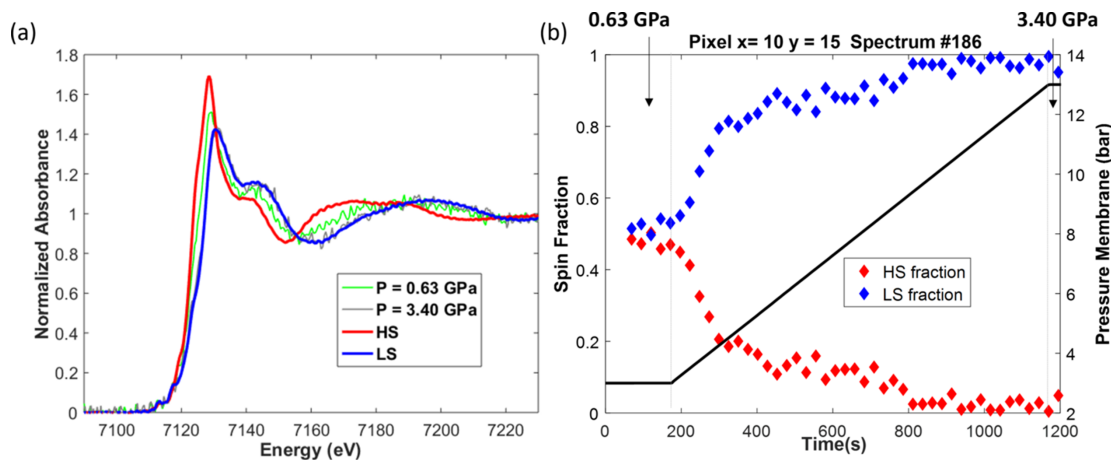 (a)
Normalized Absorbance
1.8
1.6
1.4
1.2
1.0
0.8
0.6
0.4
0.2
0
7100
7120
7140
7160
7180
7200
7220
Energy (eV)
P = 0.63 GPa
P = 3.40 GPa
HS
LS
(b)
0.63 GPa
3.40 GPa
Pixel x= 10 y = 15 Spectrum #186
Spin Fraction
1
0.8
0.6
0.4
0.2
0
0
200
400
600
800
1000
1200
Time(s)
HS fraction
LS fraction
14
12
10
8
6
4
2
Pressure Membrane (bar)